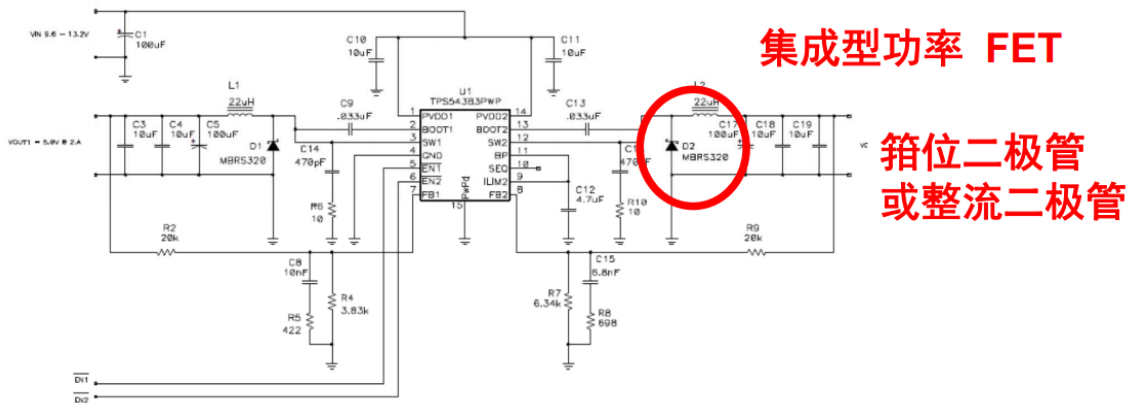 集成型功率 FET
箝位二极管
或整流二极管
VIN 6.6 - 13.2V
C1
100uF
C10
10uF
C11
10uF
U1
TPS54383PWP
L1
22uH
C9
.033uF
C13
.033uF
L2
22uH
C3
10uF
C4
10uF
C5
100uF
VOUT1 = 5.0V @ 2A
D1
MBRS320
C14
470pF
R6
10
1 PVDD1
2 BOOT1
3 SW1
4 GND
5 EN1
6 EN2
7 FB1
PVDD2 14
BOOT2 13
SW2 12
BP 11
SEQ 10
ILIM2 9
FB2 8
PwPd
15
C12
4.7uF
R10
10
D2
MBRS320
C17
100uF
C18
10uF
C19
10uF
R2
20k
R9
20k
C8
10nF
R4
3.83k
R5
422
R7
6.34k
C15
6.8nF
R8
698
EN1
EN2